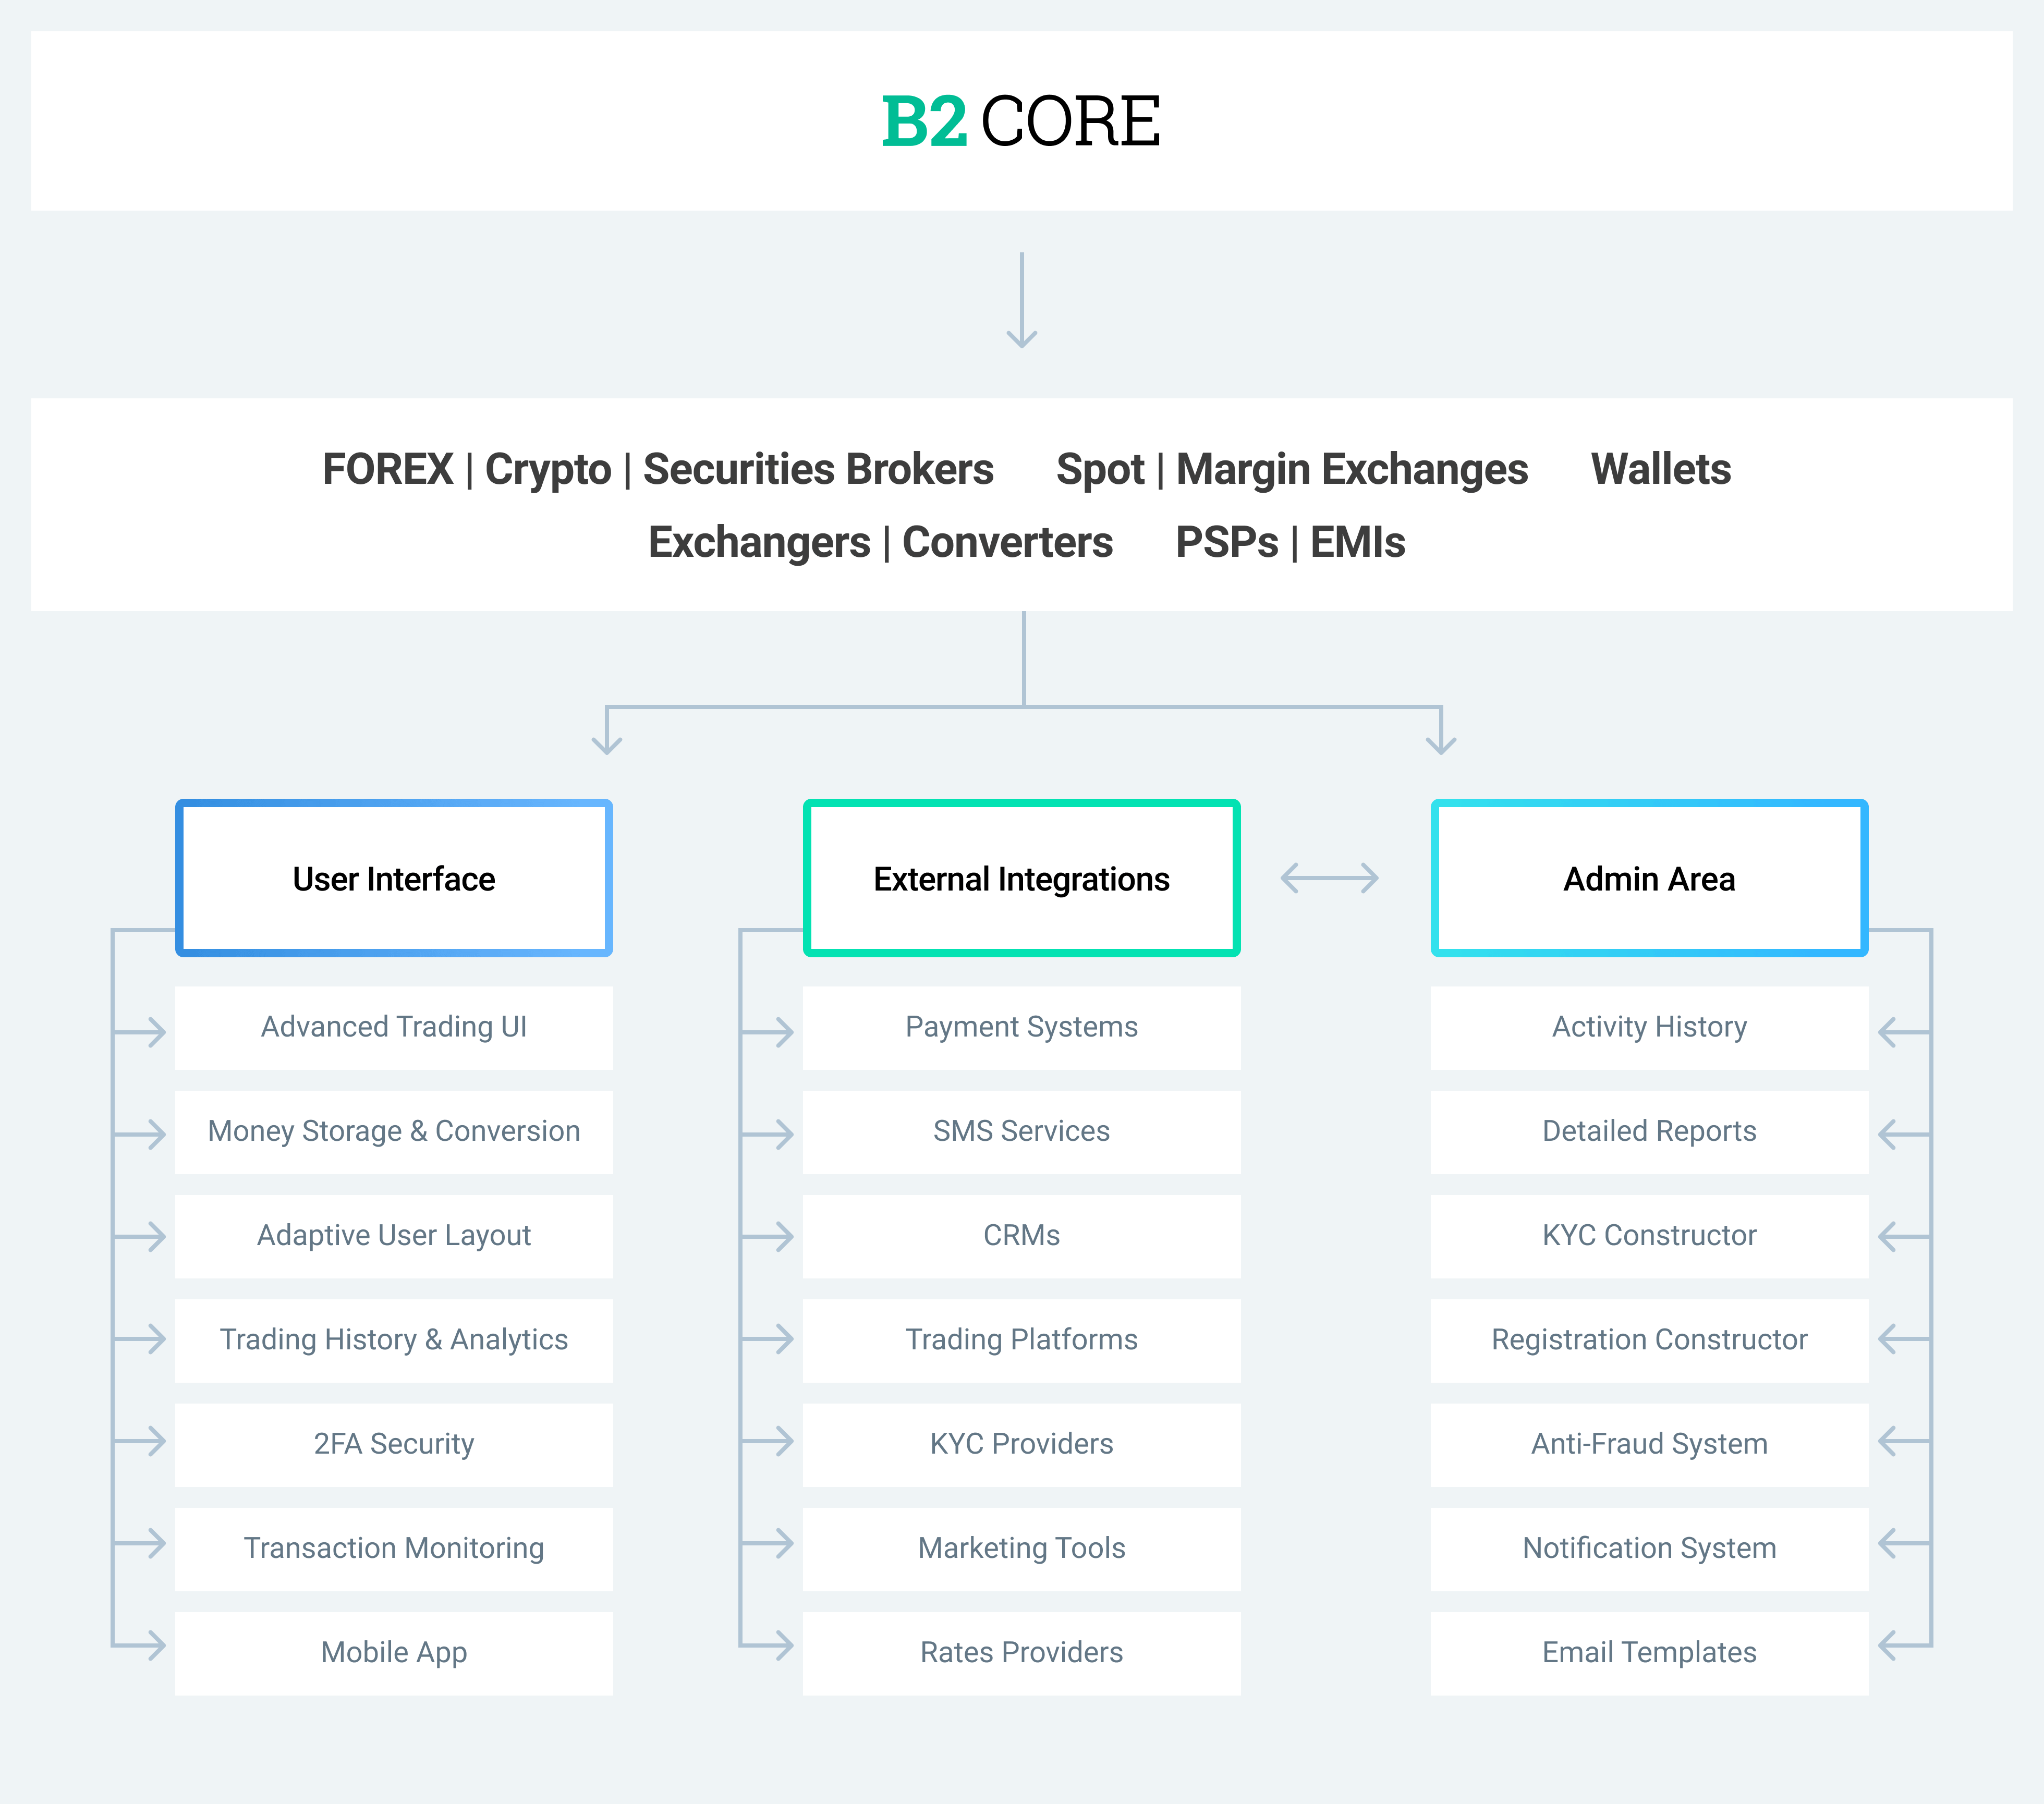 B2 CORE
FOREX | Crypto | Securities Brokers Spot | Margin Exchanges Wallets
Exchangers | Converters PSPs | EMIs
User Interface
External Integrations
Admin Area
Advanced Trading UI
Payment Systems
Activity History
Money Storage & Conversion
SMS Services
Detailed Reports
Adaptive User Layout
CRMs
KYC Constructor
Trading History & Analytics
Trading Platforms
Registration Constructor
2FA Security
KYC Providers
Anti-Fraud System
Transaction Monitoring
Marketing Tools
Notification System
Mobile App
Rates Providers
Email Templates